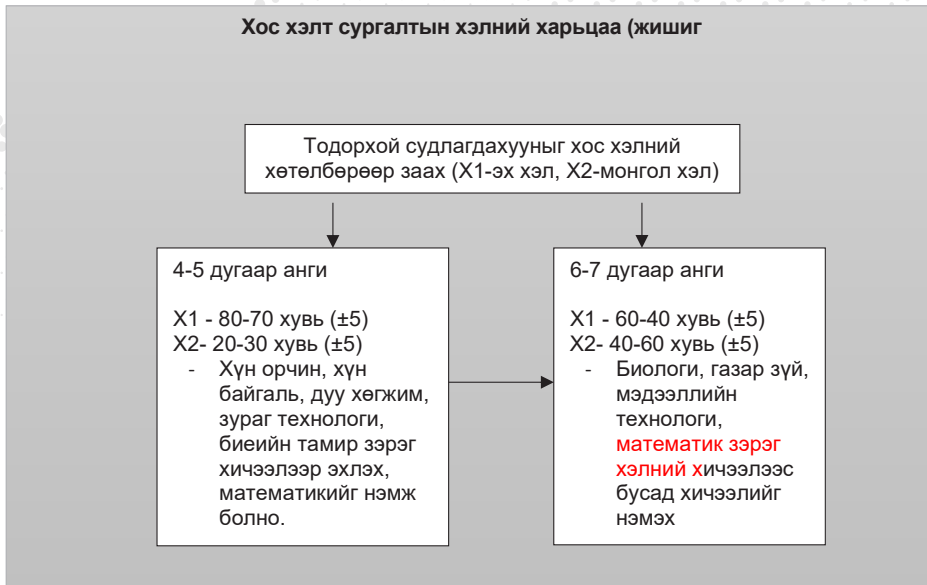 Хос хэлт сургалтын хэлний харьцаа (жишиг
Тодорхой судлагдахууныг хос хэлний
хөтөлбөрөөр заах (Х1-эх хэл, Х2-монгол хэл)
4-5 дугаар анги
Х1 - 80-70 хувь (±5)
Х2- 20-30 хувь (±5)
- Хүн орчин, хүн
байгаль, дуу хөгжим,
зураг технологи,
биеийн тамир зэрэг
хичээлээр эхлэх,
математикийг нэмж
болно.
6-7 дугаар анги
Х1 - 60-40 хувь (±5)
Х2- 40-60 хувь (±5)
- Биологи, газар зүй,
мэдээллийн
технологи,
математик зэрэг
хэлний хичээлээс
бусад хичээлийг
нэмэх